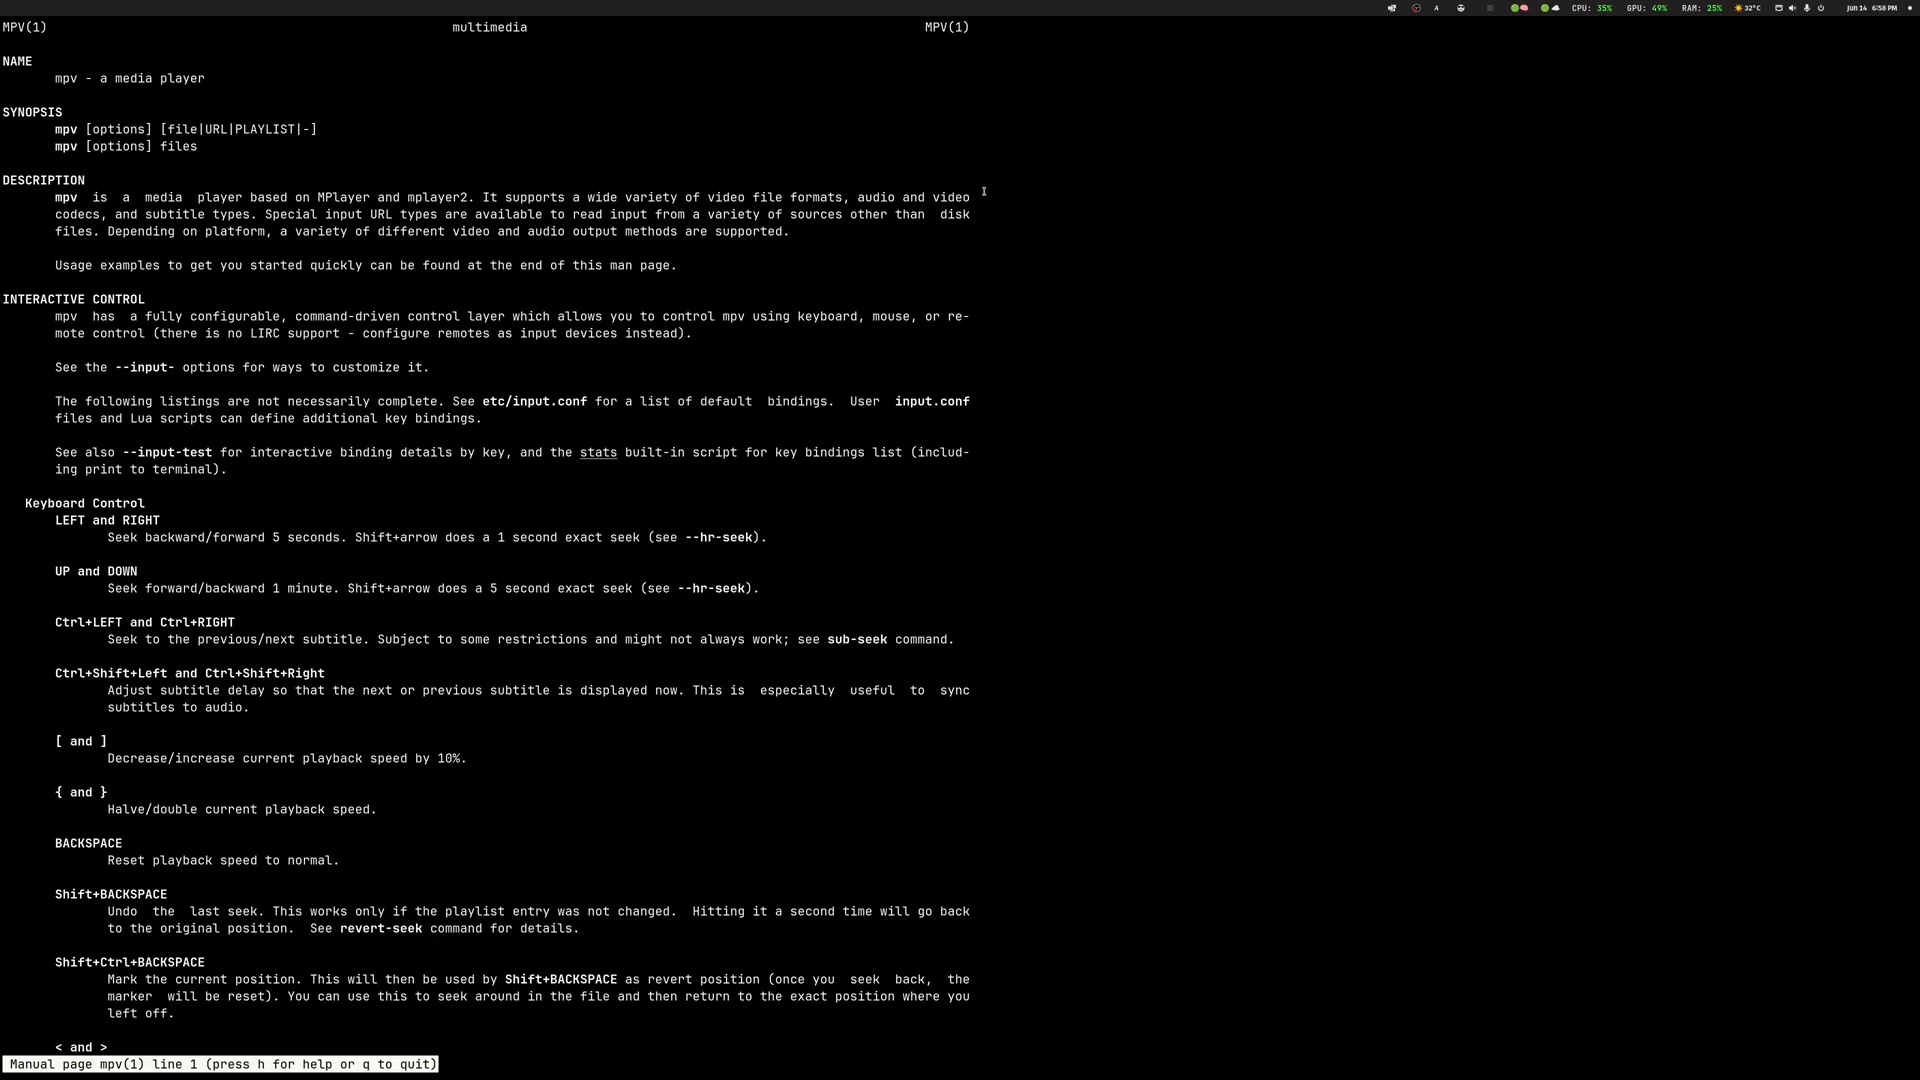 CPU: 35% GPU: 49% RAM: 25% 32°C Jun 14 6:58 PM
MPV(1) multimedia MPV(1)
NAME
mpv - a media player
SYNOPSIS
mpv [options] [file|URL|PLAYLIST|-]
mpv [options] files
DESCRIPTION
mpv is a media player based on MPlayer and mplayer2. It supports a wide variety of video file formats, audio and video
codecs, and subtitle types. Special input URL types are available to read input from a variety of sources other than disk
files. Depending on platform, a variety of different video and audio output methods are supported.
Usage examples to get you started quickly can be found at the end of this man page.
INTERACTIVE CONTROL
mpv has a fully configurable, command-driven control layer which allows you to control mpv using keyboard, mouse, or re-
mote control (there is no LIRC support - configure remotes as input devices instead).
See the --input- options for ways to customize it.
The following listings are not necessarily complete. See etc/input.conf for a list of default bindings. User input.conf
files and Lua scripts can define additional key bindings.
See also --input-test for interactive binding details by key, and the stats built-in script for key bindings list (includ-
ing print to terminal).
Keyboard Control
LEFT and RIGHT
Seek backward/forward 5 seconds. Shift+arrow does a 1 second exact seek (see --hr-seek).
UP and DOWN
Seek forward/backward 1 minute. Shift+arrow does a 5 second exact seek (see --hr-seek).
Ctrl+LEFT and Ctrl+RIGHT
Seek to the previous/next subtitle. Subject to some restrictions and might not always work; see sub-seek command.
Ctrl+Shift+Left and Ctrl+Shift+Right
Adjust subtitle delay so that the next or previous subtitle is displayed now. This is especially useful to sync
subtitles to audio.
[ and ]
Decrease/increase current playback speed by 10%.
{ and }
Halve/double current playback speed.
BACKSPACE
Reset playback speed to normal.
Shift+BACKSPACE
Undo the last seek. This works only if the playlist entry was not changed. Hitting it a second time will go back
to the original position. See revert-seek command for details.
Shift+Ctrl+BACKSPACE
Mark the current position. This will then be used by Shift+BACKSPACE as revert position (once you seek back, the
marker will be reset). You can use this to seek around in the file and then return to the exact position where you
left off.
< and >
Manual page mpv(1) line 1 (press h for help or q to quit)